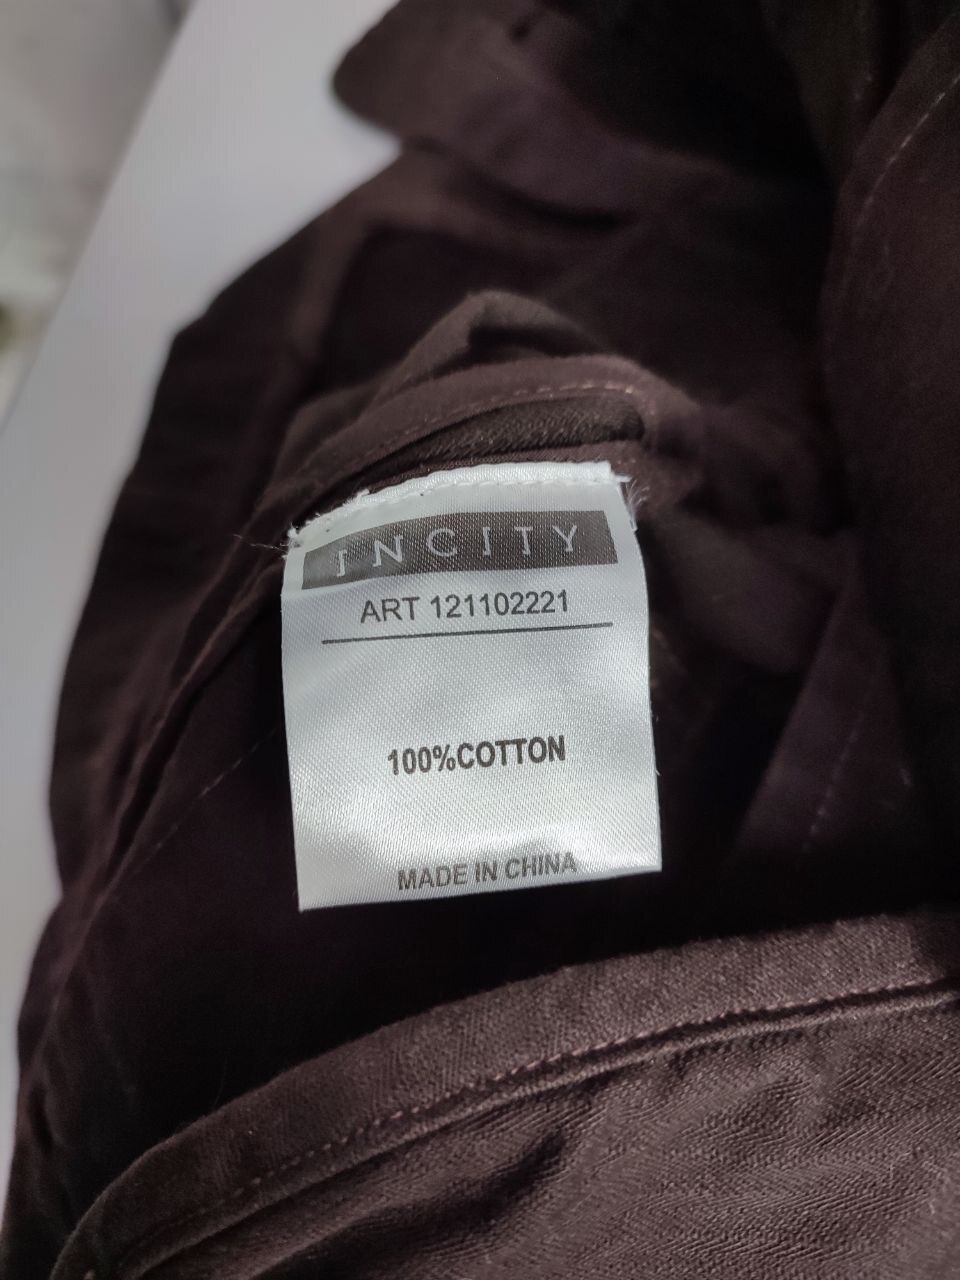 INCITY
ART 121102221
100%COTTON
MADE IN CHINA